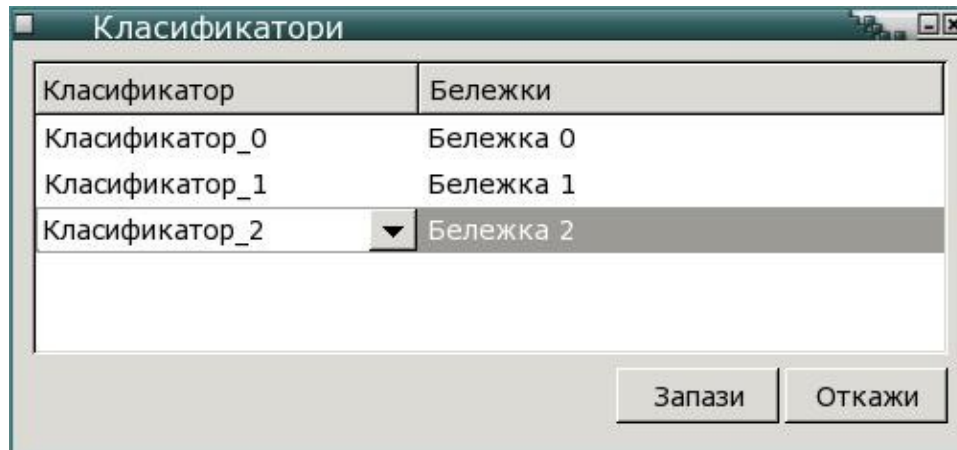 Класификатори
Класификатор Бележки
Класификатор_0 Бележка 0
Класификатор_1 Бележка 1
Класификатор_2 Бележка 2
Запази Откажи